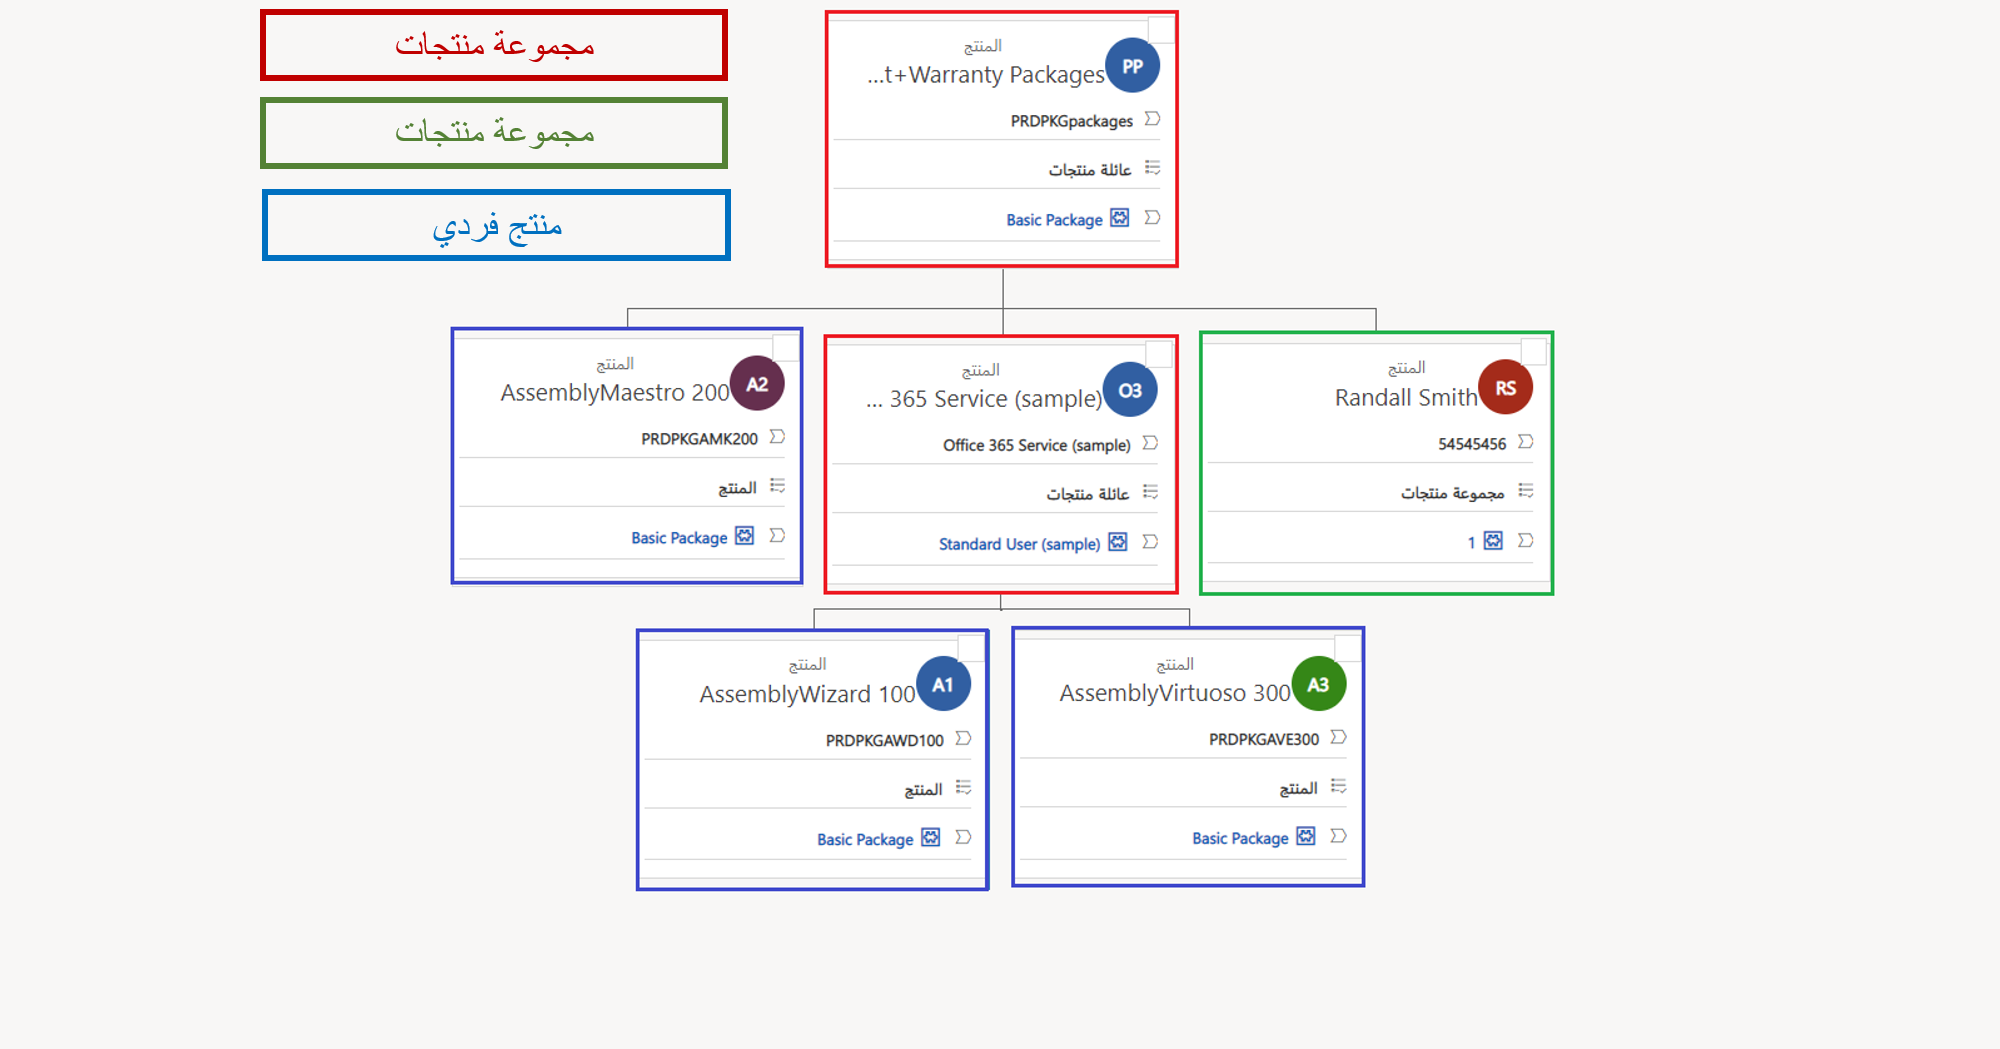 مجموعة منتجات
مجموعة منتجات
منتج فردي
المنتج
...t+Warranty Packages
PP
PRDPKGpackages
عائلة منتجات
Basic Package
المنتج
AssemblyMaestro 200
A2
PRDPKGAMK200
المنتج
Basic Package
المنتج
... 365 Service (sample)
O3
Office 365 Service (sample)
عائلة منتجات
Standard User (sample)
المنتج
Randall Smith
RS
54545456
مجموعة منتجات
1
المنتج
AssemblyWizard 100
A1
PRDPKGAWD100
المنتج
Basic Package
المنتج
AssemblyVirtuoso 300
A3
PRDPKGAVE300
المنتج
Basic Package